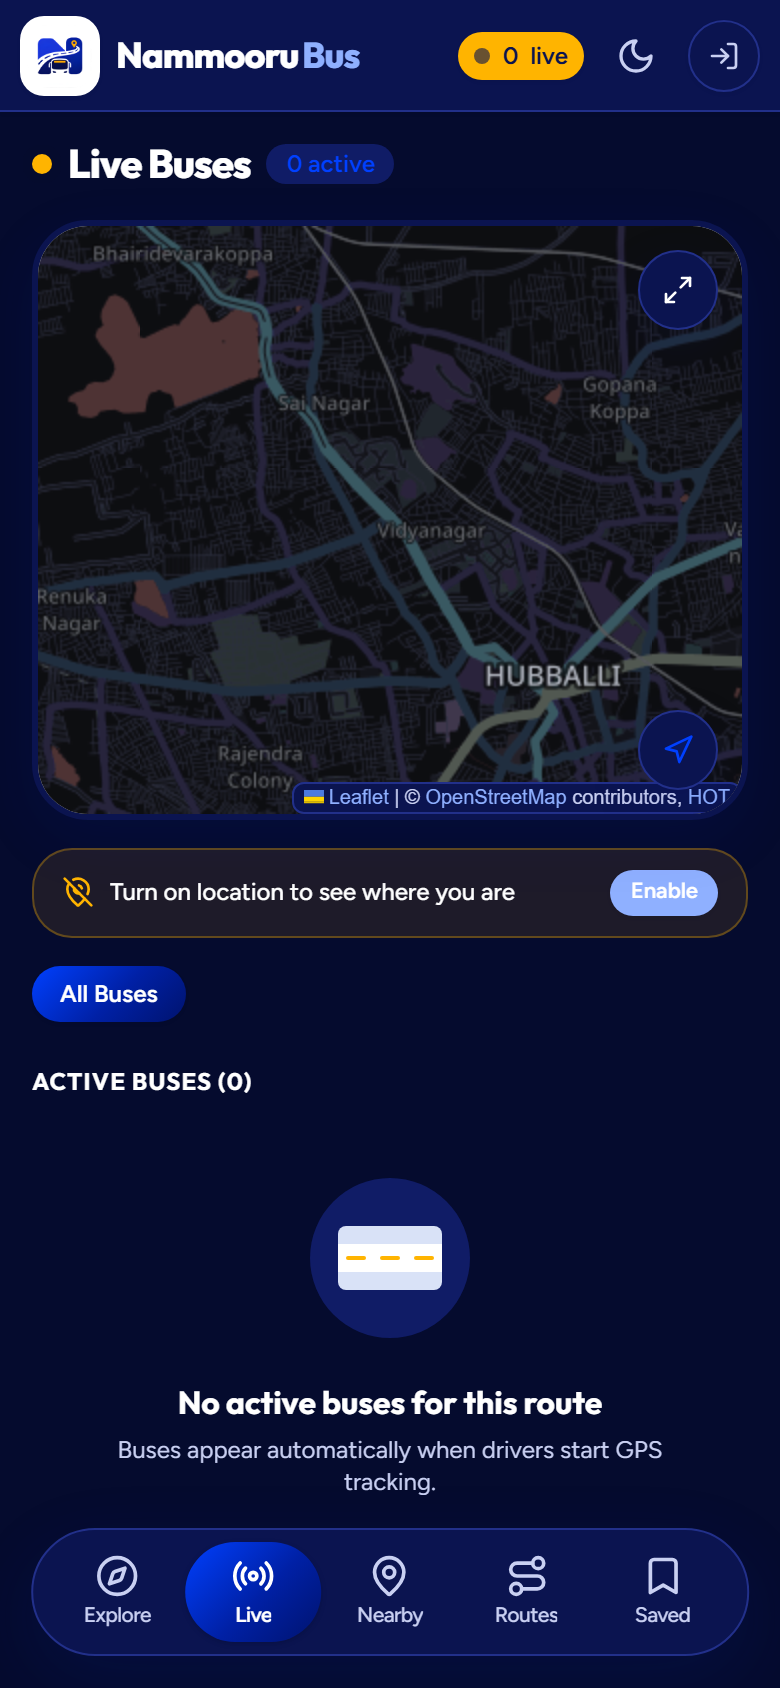 Nammooru Bus
0 live
Live Buses
0 active
Bhairidevarakoppa
Gopana
Koppa
Sai Nagar
Vidyanagar
Renuka
Nagar
HUBBALLI
Rajendra
Colony
Leaflet | © OpenStreetMap contributors, HOT
Turn on location to see where you are
Enable
All Buses
ACTIVE BUSES (0)
No active buses for this route
Buses appear automatically when drivers start GPS
tracking.
Explore
Live
Nearby
Routes
Saved